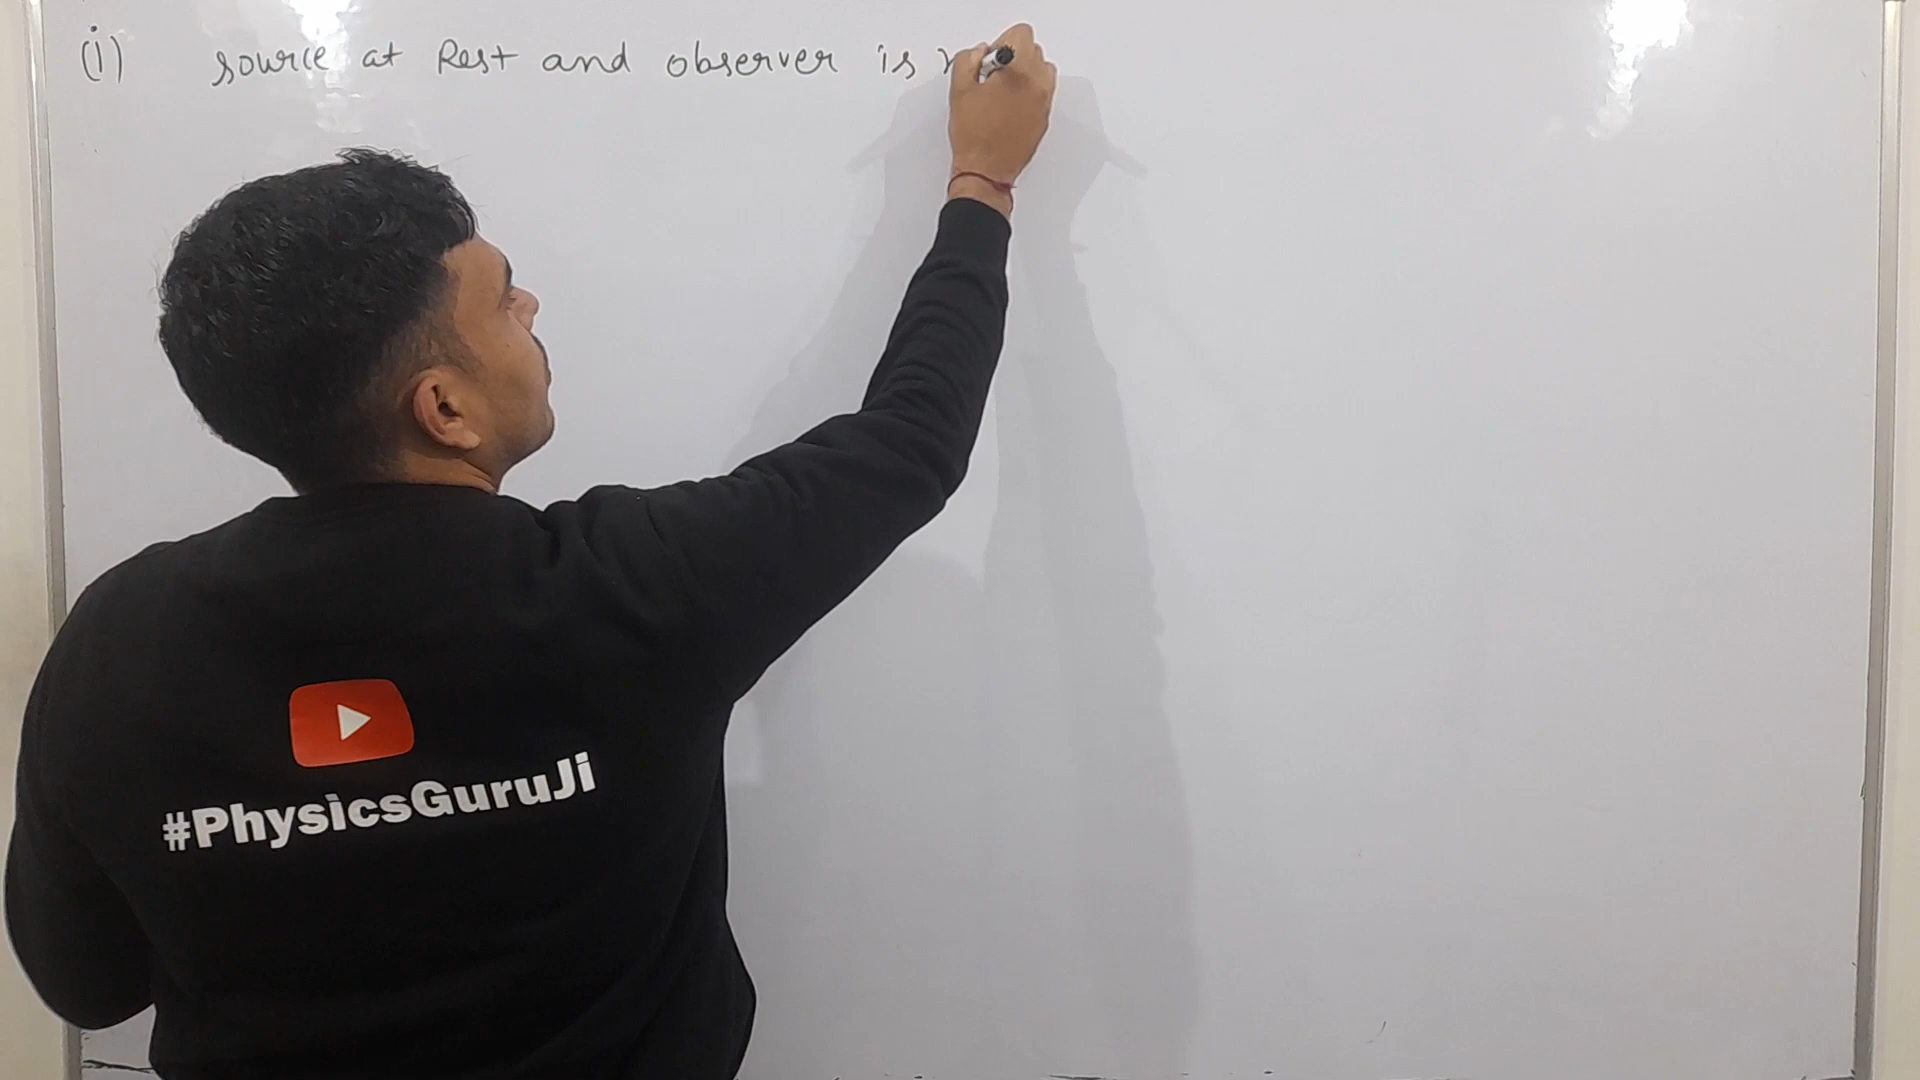 (i) source at Rest and observer is
#PhysicsGuruJi